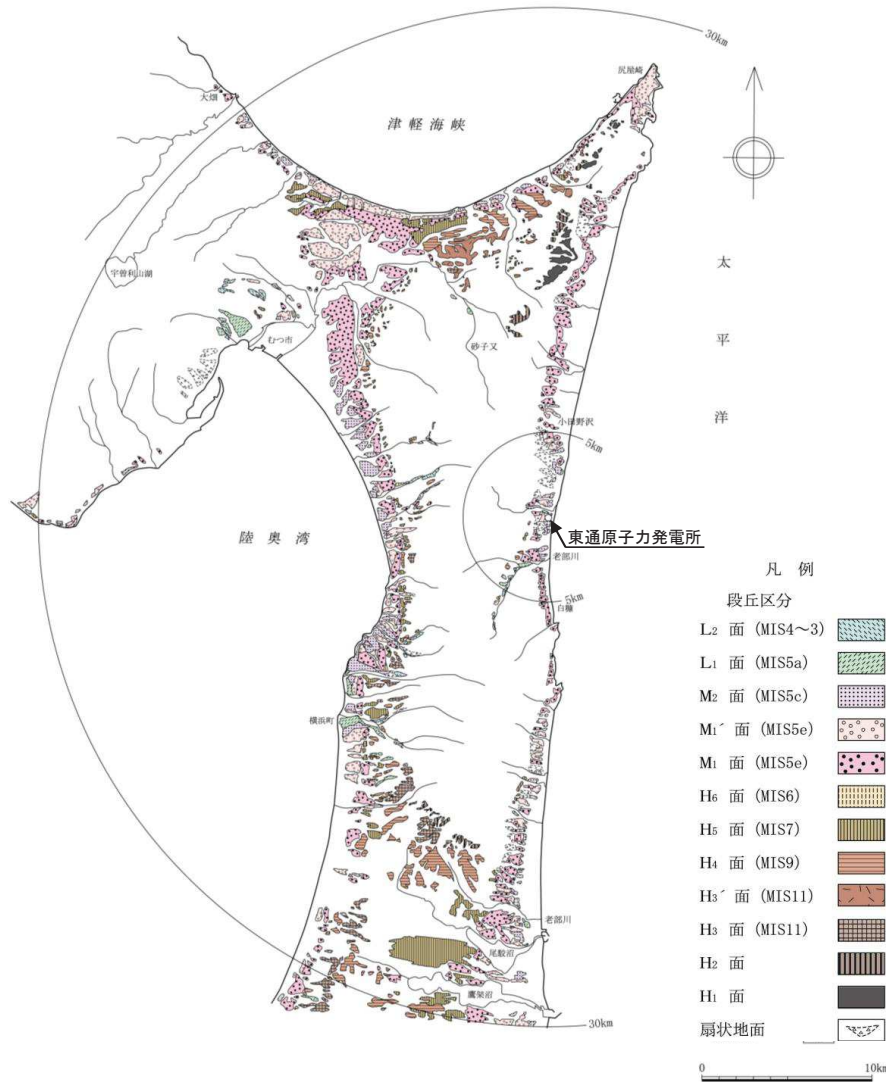 30km
尻屋崎
大畑
津軽海峡
太平洋
宇曽利山湖
むつ市
砂子又
小田野沢
5km
陸奥湾
東通原子力発電所
老部川
5km
白糠
横浜町
老部川
尾駮沼
鷹架沼
30km
凡 例
段丘区分
L2 面 (MIS4～3)
L1 面 (MIS5a)
M2 面 (MIS5c)
M1´ 面 (MIS5e)
M1 面 (MIS5e)
H6 面 (MIS6)
H5 面 (MIS7)
H4 面 (MIS9)
H3´ 面 (MIS11)
H3 面 (MIS11)
H2 面
H1 面
扇状地面
0 10km